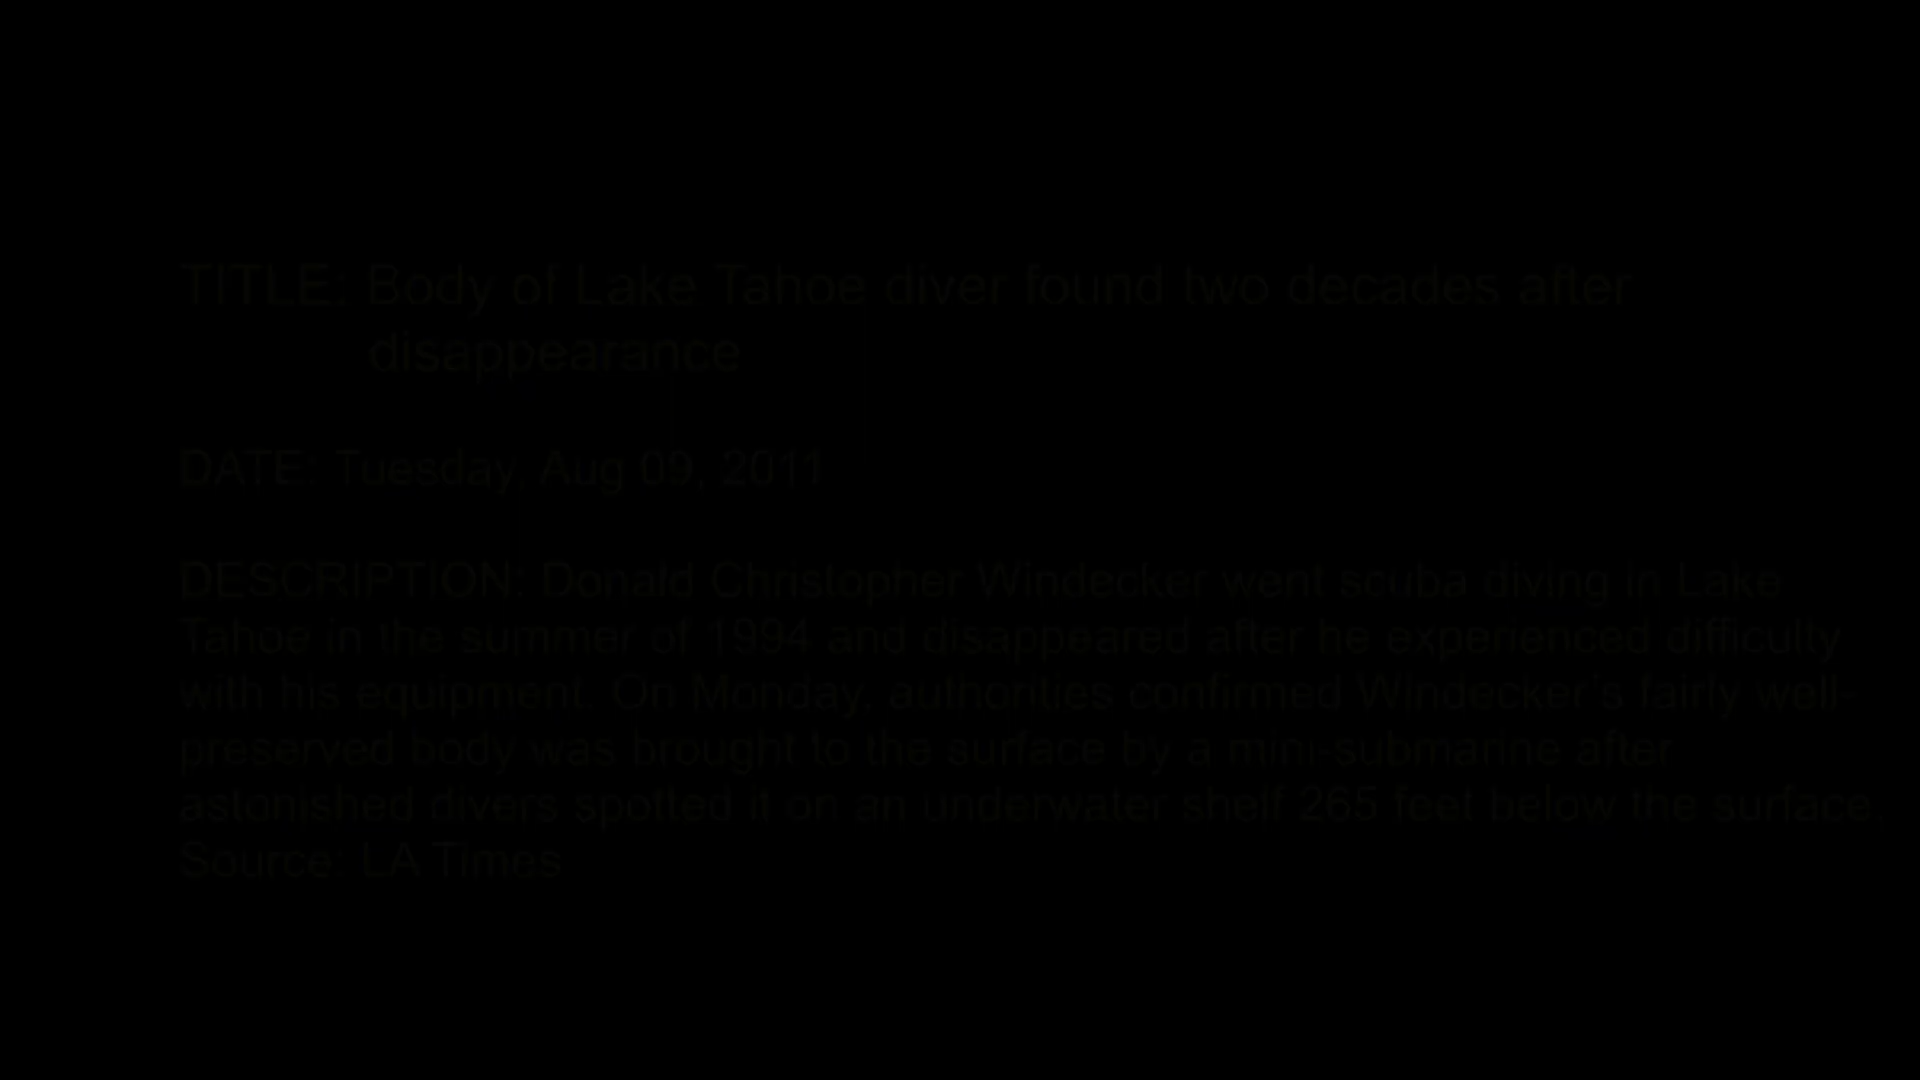 TITLE: Body of Lake Tahoe diver found two decades after
disappearance
DATE: Tuesday, Aug 09, 2011
DESCRIPTION: Donald Christopher Windecker went scuba diving in Lake
Tahoe in the summer of 1994 and disappeared after he experienced difficulty
with his equipment. On Monday, authorities confirmed Windecker's fairly well-
preserved body was brought to the surface by a mini-submarine after
astonished divers spotted it on an underwater shelf 265 feet below the surface.
Source: LA Times